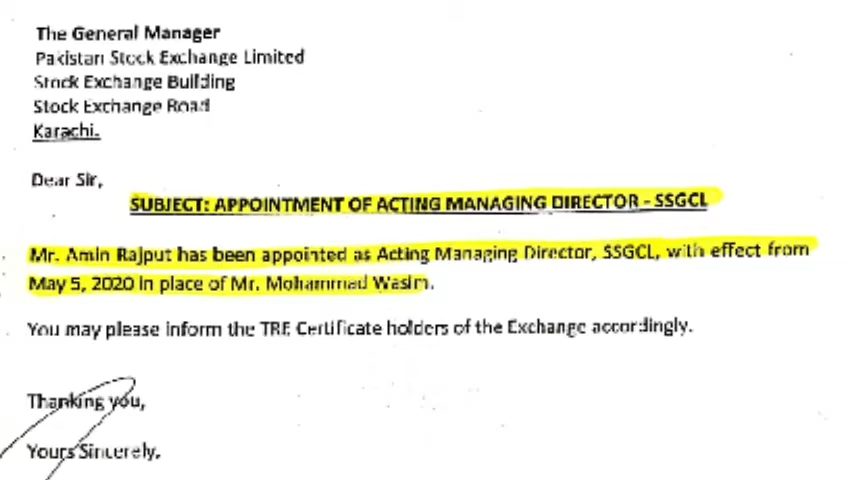 The General Manager
Pakistan Stock Exchange Limited
Stock Exchange Building
Stock Exchange Road
Karachi.
Dear Sir,
SUBJECT: APPOINTMENT OF ACTING MANAGING DIRECTOR - SSGCL
Mr. Amin Rajput has been appointed as Acting Managing Director, SSGCL, with effect from
May 5, 2020 in place of Mr. Mohammad Wasim.
You may please inform the TRE Certificate holders of the Exchange accordingly.
Thanking you,
Yours Sincerely,